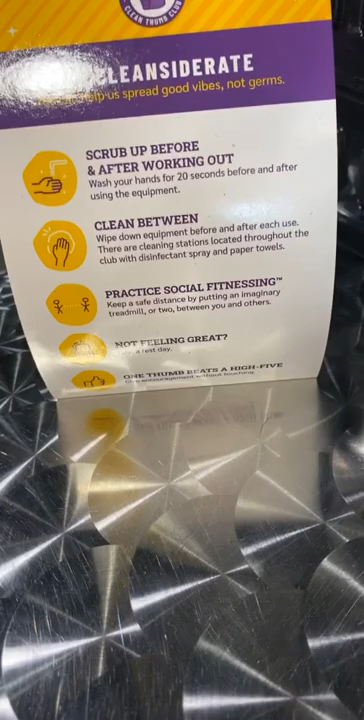 CLEAN THUMB CLUB
CLEANSIDERATE
help us spread good vibes, not germs.
SCRUB UP BEFORE
& AFTER WORKING OUT
Wash your hands for 20 seconds before and after
using the equipment.
CLEAN BETWEEN
Wipe down equipment before and after each use.
There are cleaning stations located throughout the
club with disinfectant spray and paper towels.
PRACTICE SOCIAL FITNESSING™
Keep a safe distance by putting an imaginary
treadmill, or two, between you and others.
NOT FEELING GREAT?
a rest day.
ONE THUMB BEATS A HIGH-FIVE
encouragement without touching.